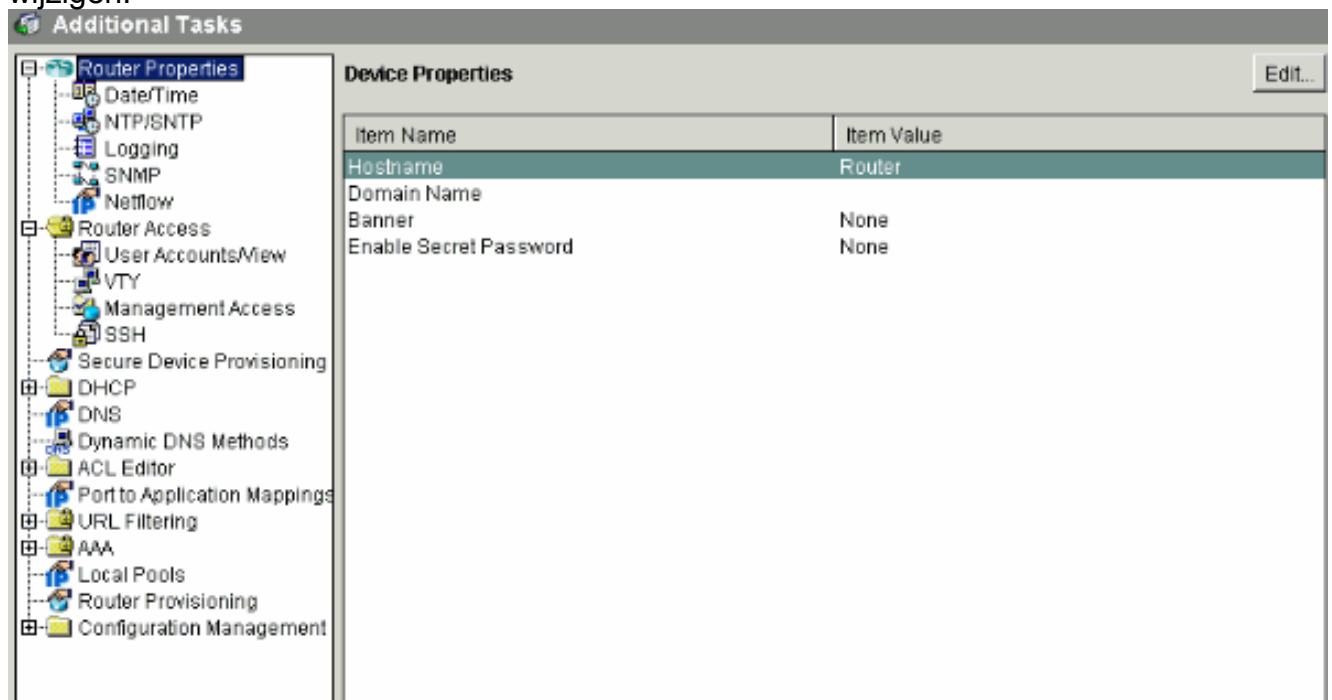 wijzigen.
Additional Tasks
Router Properties
Date/Time
NTP/SNTP
Logging
SNMP
Netflow
Router Access
User Accounts/View
VTY
Management Access
SSH
Secure Device Provisioning
DHCP
DNS
Dynamic DNS Methods
ACL Editor
Port to Application Mappings
URL Filtering
AAA
Local Pools
Router Provisioning
Configuration Management
Device Properties
Edit...
Item Name Item Value
Hostname Router
Domain Name
Banner None
Enable Secret Password None